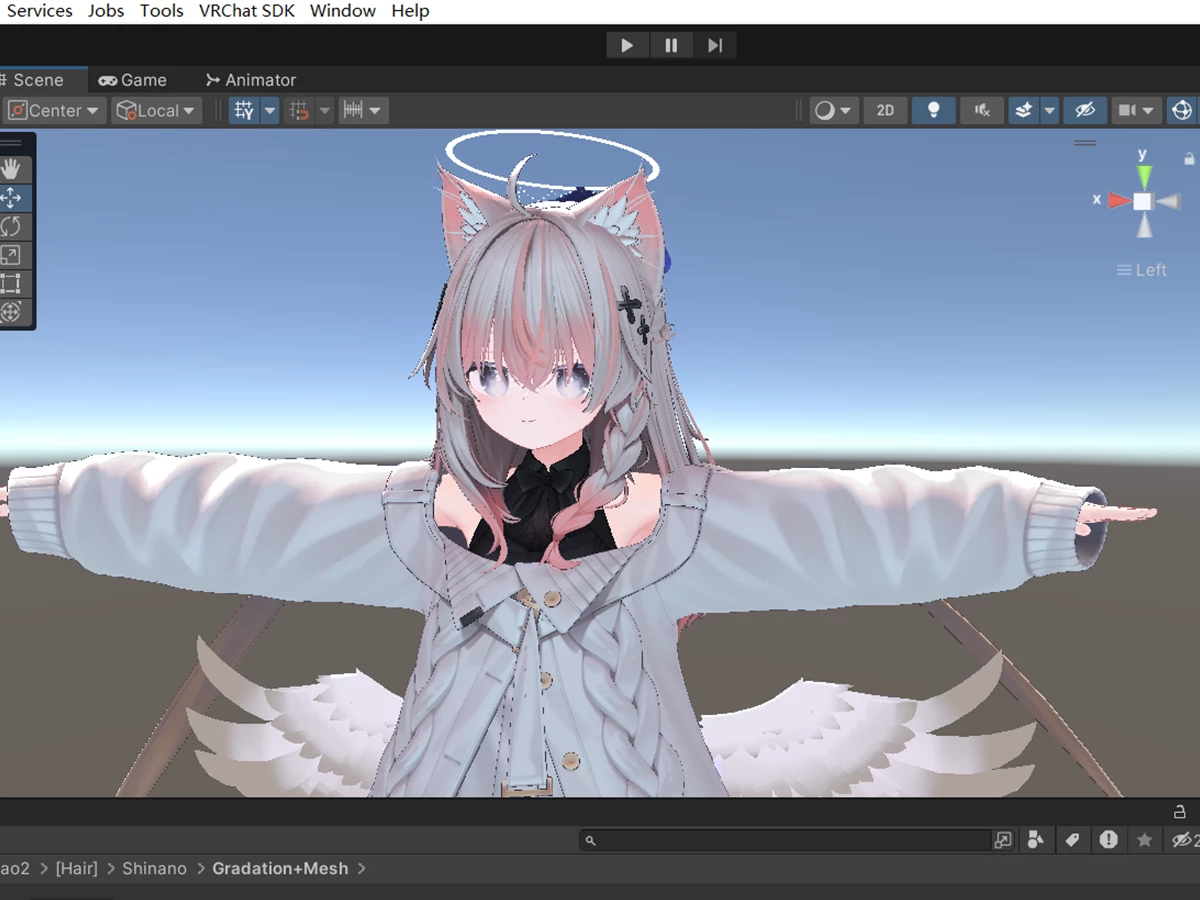 Services Jobs Tools VRChat SDK Window Help
Scene Game Animator
Center Local 2D
y
x
Left
ao2 > [Hair] > Shinano > Gradation+Mesh >